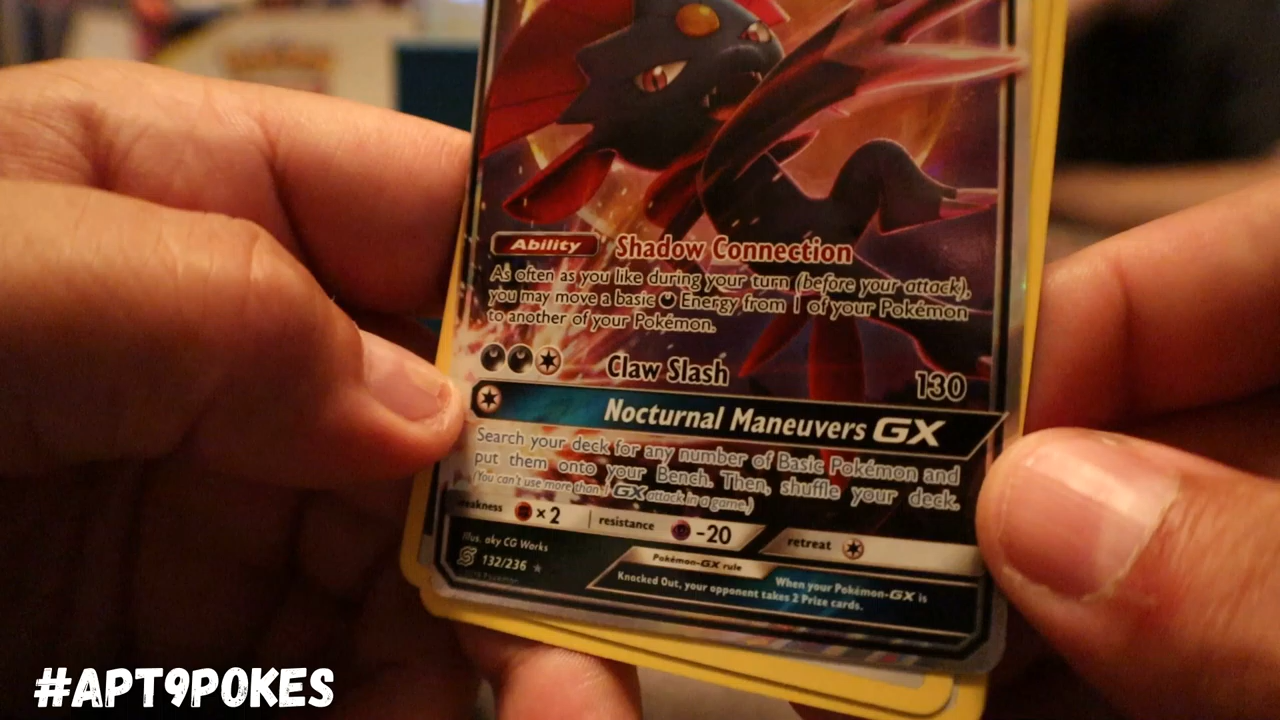 Ability Shadow Connection
As often as you like during your turn (before your attack),
you may move a basic Energy from 1 of your Pokémon
to another of your Pokémon.
Claw Slash 130
Nocturnal Maneuvers GX
Search your deck for any number of Basic Pokémon and
put them onto your Bench. Then, shuffle your deck.
(You can't use more than 1 GX attack in a game.)
weakness ×2 resistance -20 retreat
Illus. aky CG Works
132/236
Pokémon-GX rule
When your Pokémon-GX is
Knocked Out, your opponent takes 2 Prize cards.
#APT9POKES